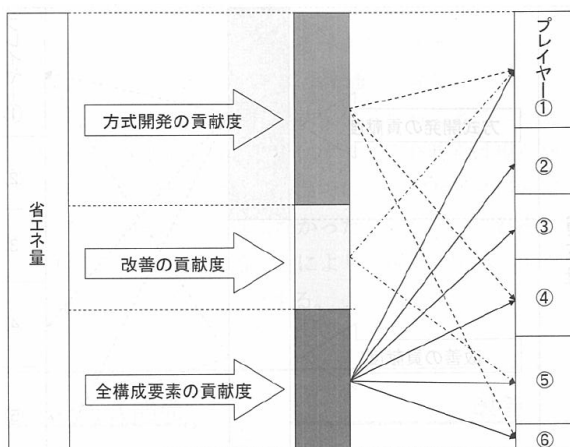 省エネ量
方式開発の貢献度
改善の貢献度
全構成要素の貢献度
プレイヤー①
②
③
④
⑤
⑥